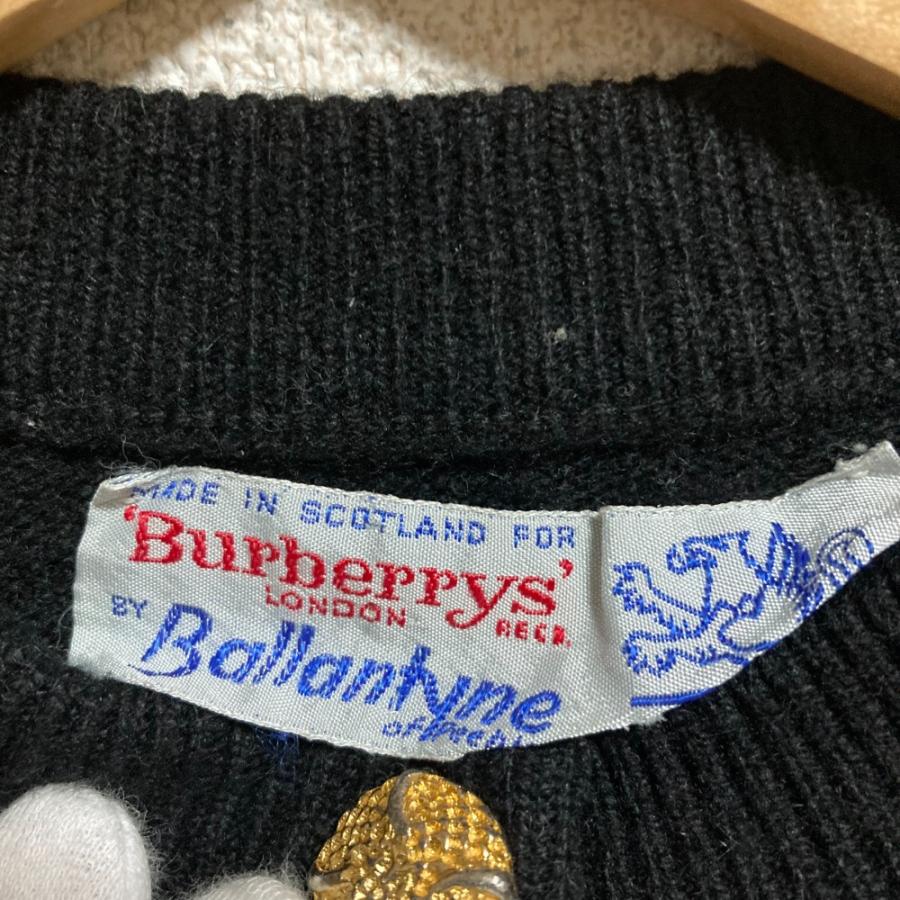 MADE IN SCOTLAND FOR
'Burberrys'
LONDON REGD.
BY Ballantyne